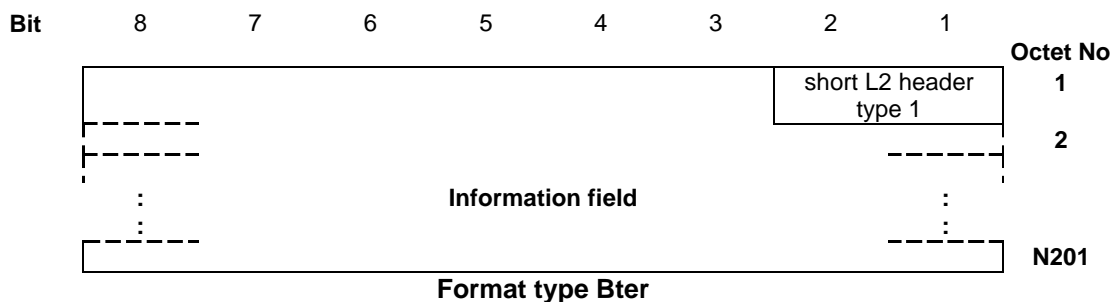 Bit 8 7 6 5 4 3 2 1
Octet No
short L2 header 1
type 1
2
: Information field :
: :
N201
Format type Bter